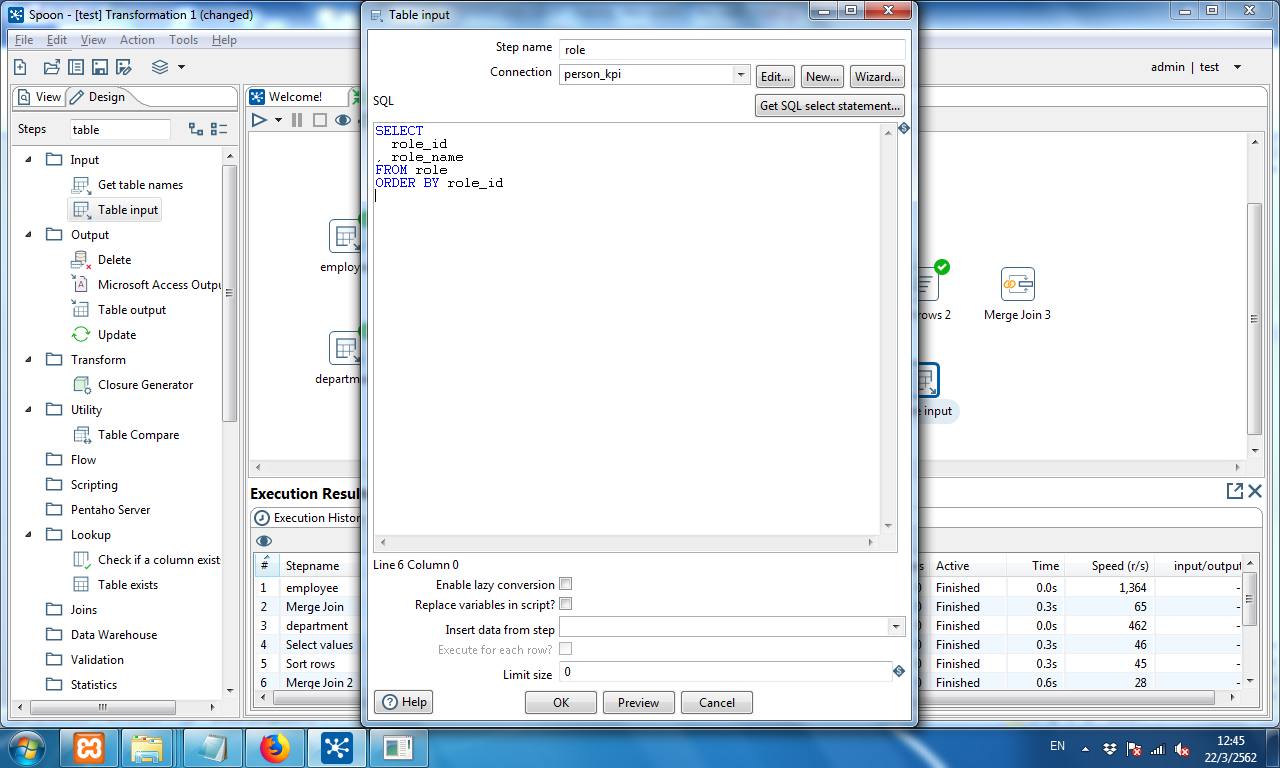 Spoon - [test] Transformation 1 (changed)
File Edit View Action Tools Help
admin | test
View Design
Steps table
Input
Get table names
Table input
Output
Delete
Microsoft Access Outpu
Table output
Update
Transform
Closure Generator
Utility
Table Compare
Flow
Scripting
Pentaho Server
Lookup
Check if a column exist
Table exists
Joins
Data Warehouse
Validation
Statistics
Welcome!
employ
departm
rows 2
Merge Join 3
input
Table input
Step name role
Connection person_kpi Edit... New... Wizard...
SQL Get SQL select statement...
SELECT
role_id
, role_name
FROM role
ORDER BY role_id
Line 6 Column 0
Enable lazy conversion
Replace variables in script?
Insert data from step
Execute for each row?
Limit size 0
Help OK Preview Cancel
Execution Resul
Execution Histor
# Stepname s Active Time Speed (r/s) input/output
1 employee 0 Finished 0.0s 1,364 -
2 Merge Join 0 Finished 0.3s 65 -
3 department 0 Finished 0.0s 462 -
4 Select values 0 Finished 0.3s 46 -
5 Sort rows 0 Finished 0.3s 45 -
6 Merge Join 2 0 Finished 0.6s 28 -
EN 12:45
22/3/2562